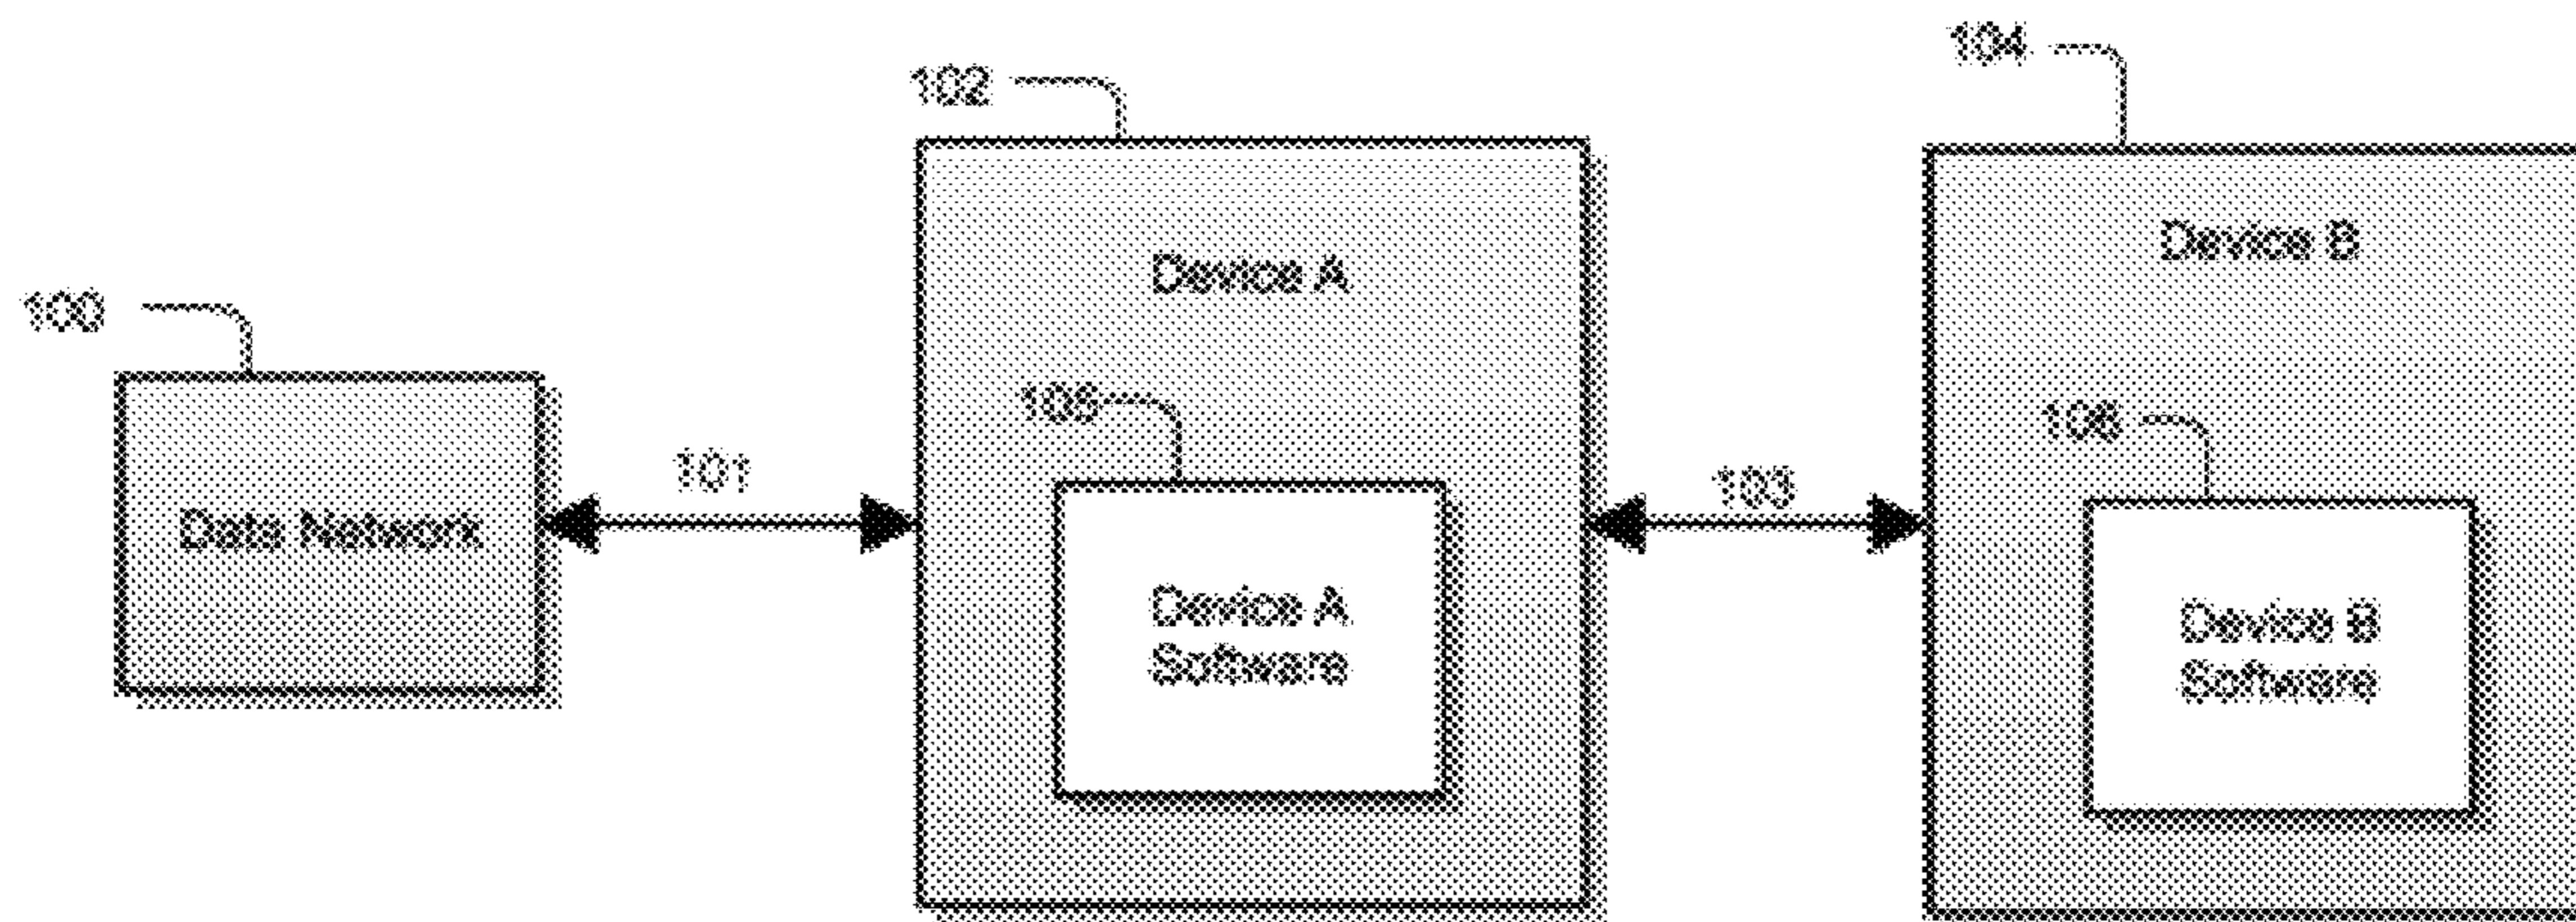 104
102
Device B
Device A
100
105
106
101
103
Data Network
Device A
Software
Device B
Software